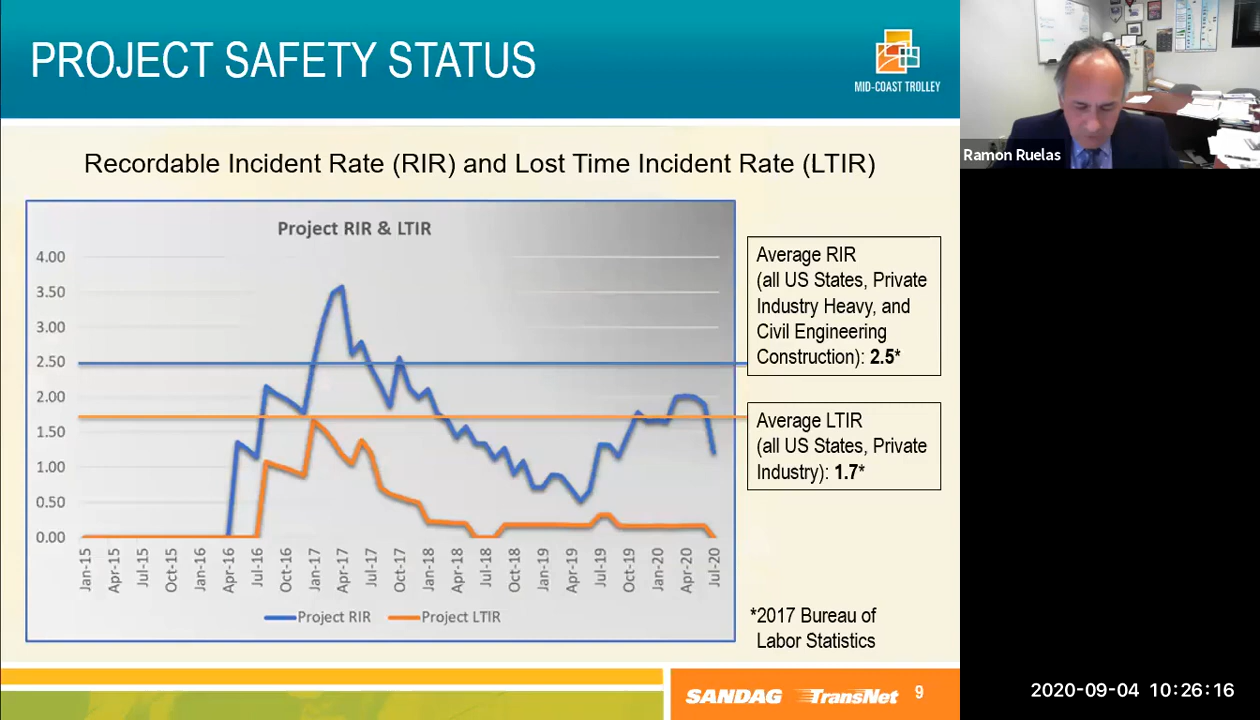 PROJECT SAFETY STATUS
MID-COAST TROLLEY
Ramon Ruelas
Recordable Incident Rate (RIR) and Lost Time Incident Rate (LTIR)
Project RIR & LTIR
4.00
3.50
3.00
2.50
2.00
1.50
1.00
0.50
0.00
Jan-15
Apr-15
Jul-15
Oct-15
Jan-16
Apr-16
Jul-16
Oct-16
Jan-17
Apr-17
Jul-17
Oct-17
Jan-18
Apr-18
Jul-18
Oct-18
Jan-19
Apr-19
Jul-19
Oct-19
Jan-20
Apr-20
Jul-20
Project RIR
Project LTIR
Average RIR
(all US States, Private
Industry Heavy, and
Civil Engineering
Construction): 2.5*
Average LTIR
(all US States, Private
Industry): 1.7*
*2017 Bureau of
Labor Statistics
SANDAG TransNet 9
2020-09-04 10:26:16